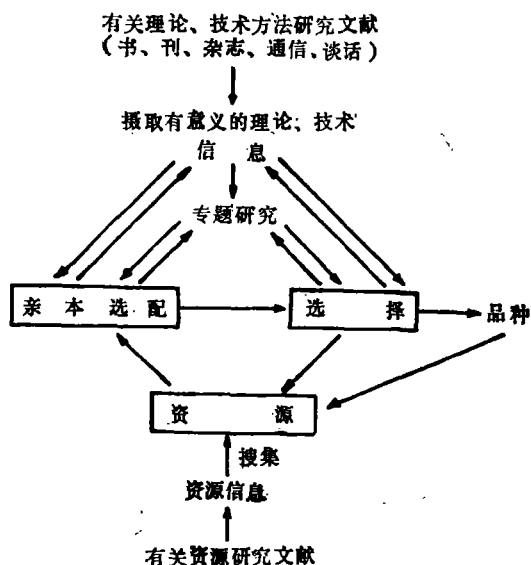 有关理论、技术方法研究文献
（书、刊、杂志、通信、谈话）
摄取有意义的理论、技术
信 息
专题研究
亲 本 选 配
选 择
品种
资 源
搜集
资源信息
有关资源研究文献